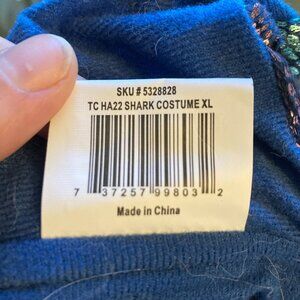 SKU # 5328828
TC HA22 SHARK COSTUME XL
7 37257 99803 2
Made in China